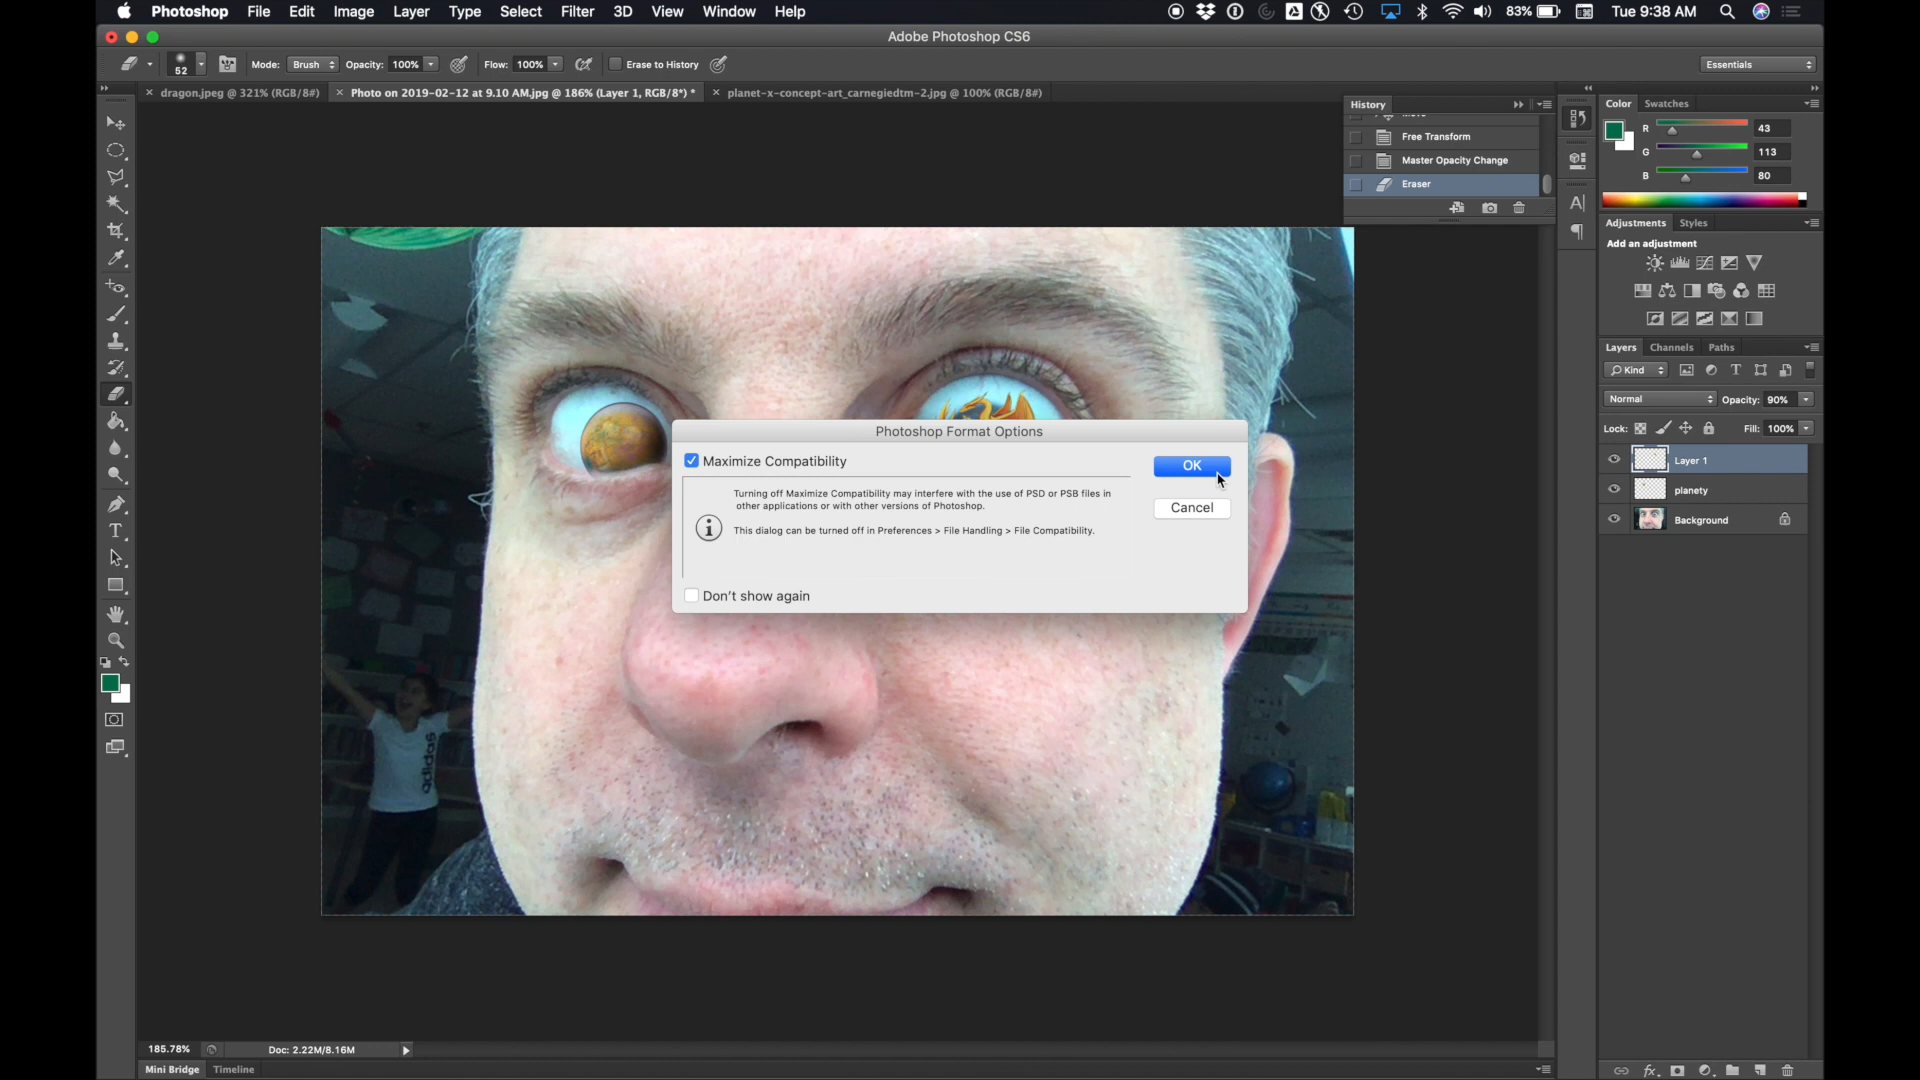 Photoshop File Edit Image Layer Type Select Filter 3D View Window Help 83% Tue 9:38 AM
Adobe Photoshop CS6
52 Mode: Brush Opacity: 100% Flow: 100% Erase to History Essentials
dragon.jpeg @ 321% (RGB/8#) Photo on 2019-02-12 at 9.10 AM.jpg @ 186% (Layer 1, RGB/8*) * planet-x-concept-art_carnegiedtm-2.jpg @ 100% (RGB/8#)
History
Free Transform
Master Opacity Change
Eraser
Color Swatches
R 43
G 113
B 80
Adjustments Styles
Add an adjustment
Layers Channels Paths
Kind
Normal Opacity: 90%
Lock: Fill: 100%
Layer 1
planety
Background
Photoshop Format Options
Maximize Compatibility
OK
Turning off Maximize Compatibility may interfere with the use of PSD or PSB files in
other applications or with other versions of Photoshop.
Cancel
This dialog can be turned off in Preferences > File Handling > File Compatibility.
Don't show again
adidas
185.78% Doc: 2.22M/8.16M
Mini Bridge Timeline